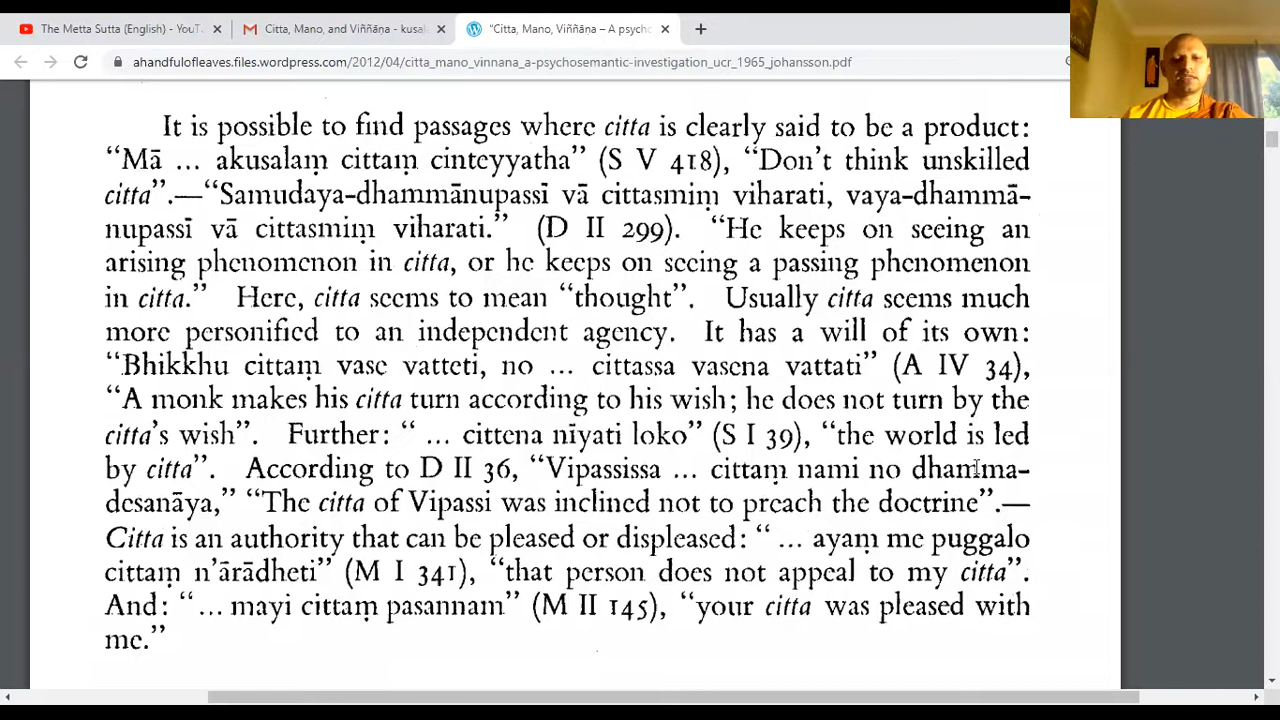 The Metta Sutta (English) - YouT
Citta, Mano, and Viññāṇa - kusal
"Citta, Mano, Viññāṇa – A psycho
ahandfulofleaves.files.wordpress.com/2012/04/citta_mano_vinnana_a-psychosemantic-investigation_ucr_1965_johansson.pdf
It is possible to find passages where citta is clearly said to be a product:
“Mā ... akusalaṃ cittaṃ cinteyyatha” (S V 418), “Don’t think unskilled
citta”.—“Samudaya-dhammānupassī vā cittasmiṃ viharati, vaya-dhammā-
nupassī vā cittasmiṃ viharati.” (D II 299). “He keeps on seeing an
arising phenomenon in citta, or he keeps on seeing a passing phenomenon
in citta.” Here, citta seems to mean “thought”. Usually citta seems much
more personified to an independent agency. It has a will of its own:
“Bhikkhu cittaṃ vase vatteti, no ... cittassa vasena vattati” (A IV 34),
“A monk makes his citta turn according to his wish; he does not turn by the
citta’s wish”. Further: “ ... cittena nīyati loko” (S I 39), “the world is led
by citta”. According to D II 36, “Vipassissa ... cittaṃ nami no dhamma-
desanāya,” “The citta of Vipassi was inclined not to preach the doctrine”.—
Citta is an authority that can be pleased or displeased: “ ... ayaṃ me puggalo
cittaṃ n’ārādheti” (M I 341), “that person does not appeal to my citta”.
And: “... mayi cittaṃ pasannam” (M II 145), “your citta was pleased with
me.”